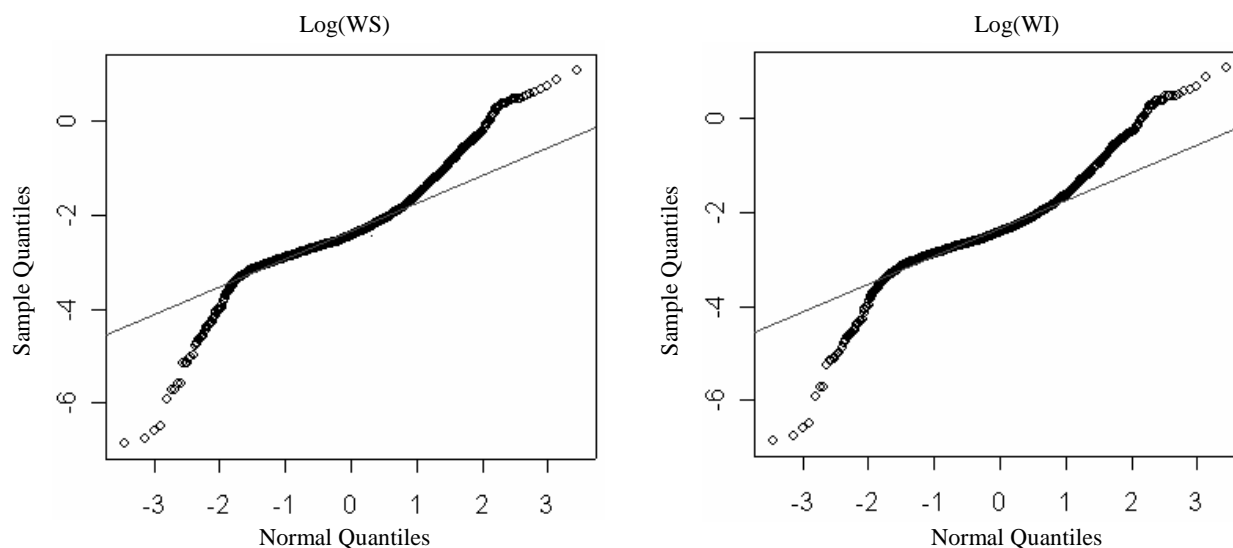 Log(WS)
Sample Quantiles
0
-2
-4
-6
-3 -2 -1 0 1 2 3
Normal Quantiles
Log(WI)
Sample Quantiles
0
-2
-4
-6
-3 -2 -1 0 1 2 3
Normal Quantiles